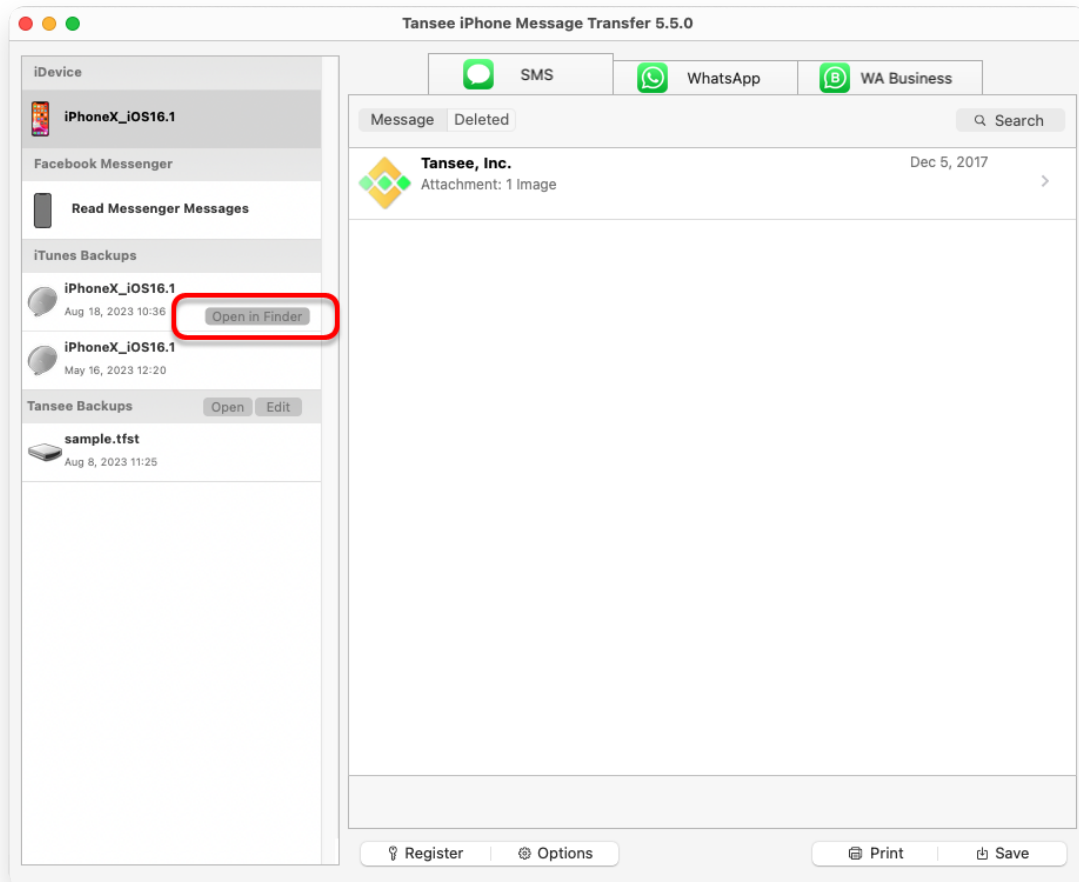 Tansee iPhone Message Transfer 5.5.0
iDevice
iPhoneX_iOS16.1
Facebook Messenger
Read Messenger Messages
iTunes Backups
iPhoneX_iOS16.1
Aug 18, 2023 10:36
Open in Finder
iPhoneX_iOS16.1
May 16, 2023 12:20
Tansee Backups
Open
Edit
sample.tfst
Aug 8, 2023 11:25
SMS
WhatsApp
B
WA Business
Message
Deleted
Search
Tansee, Inc.
Dec 5, 2017
Attachment: 1 Image
Register
Options
Print
Save